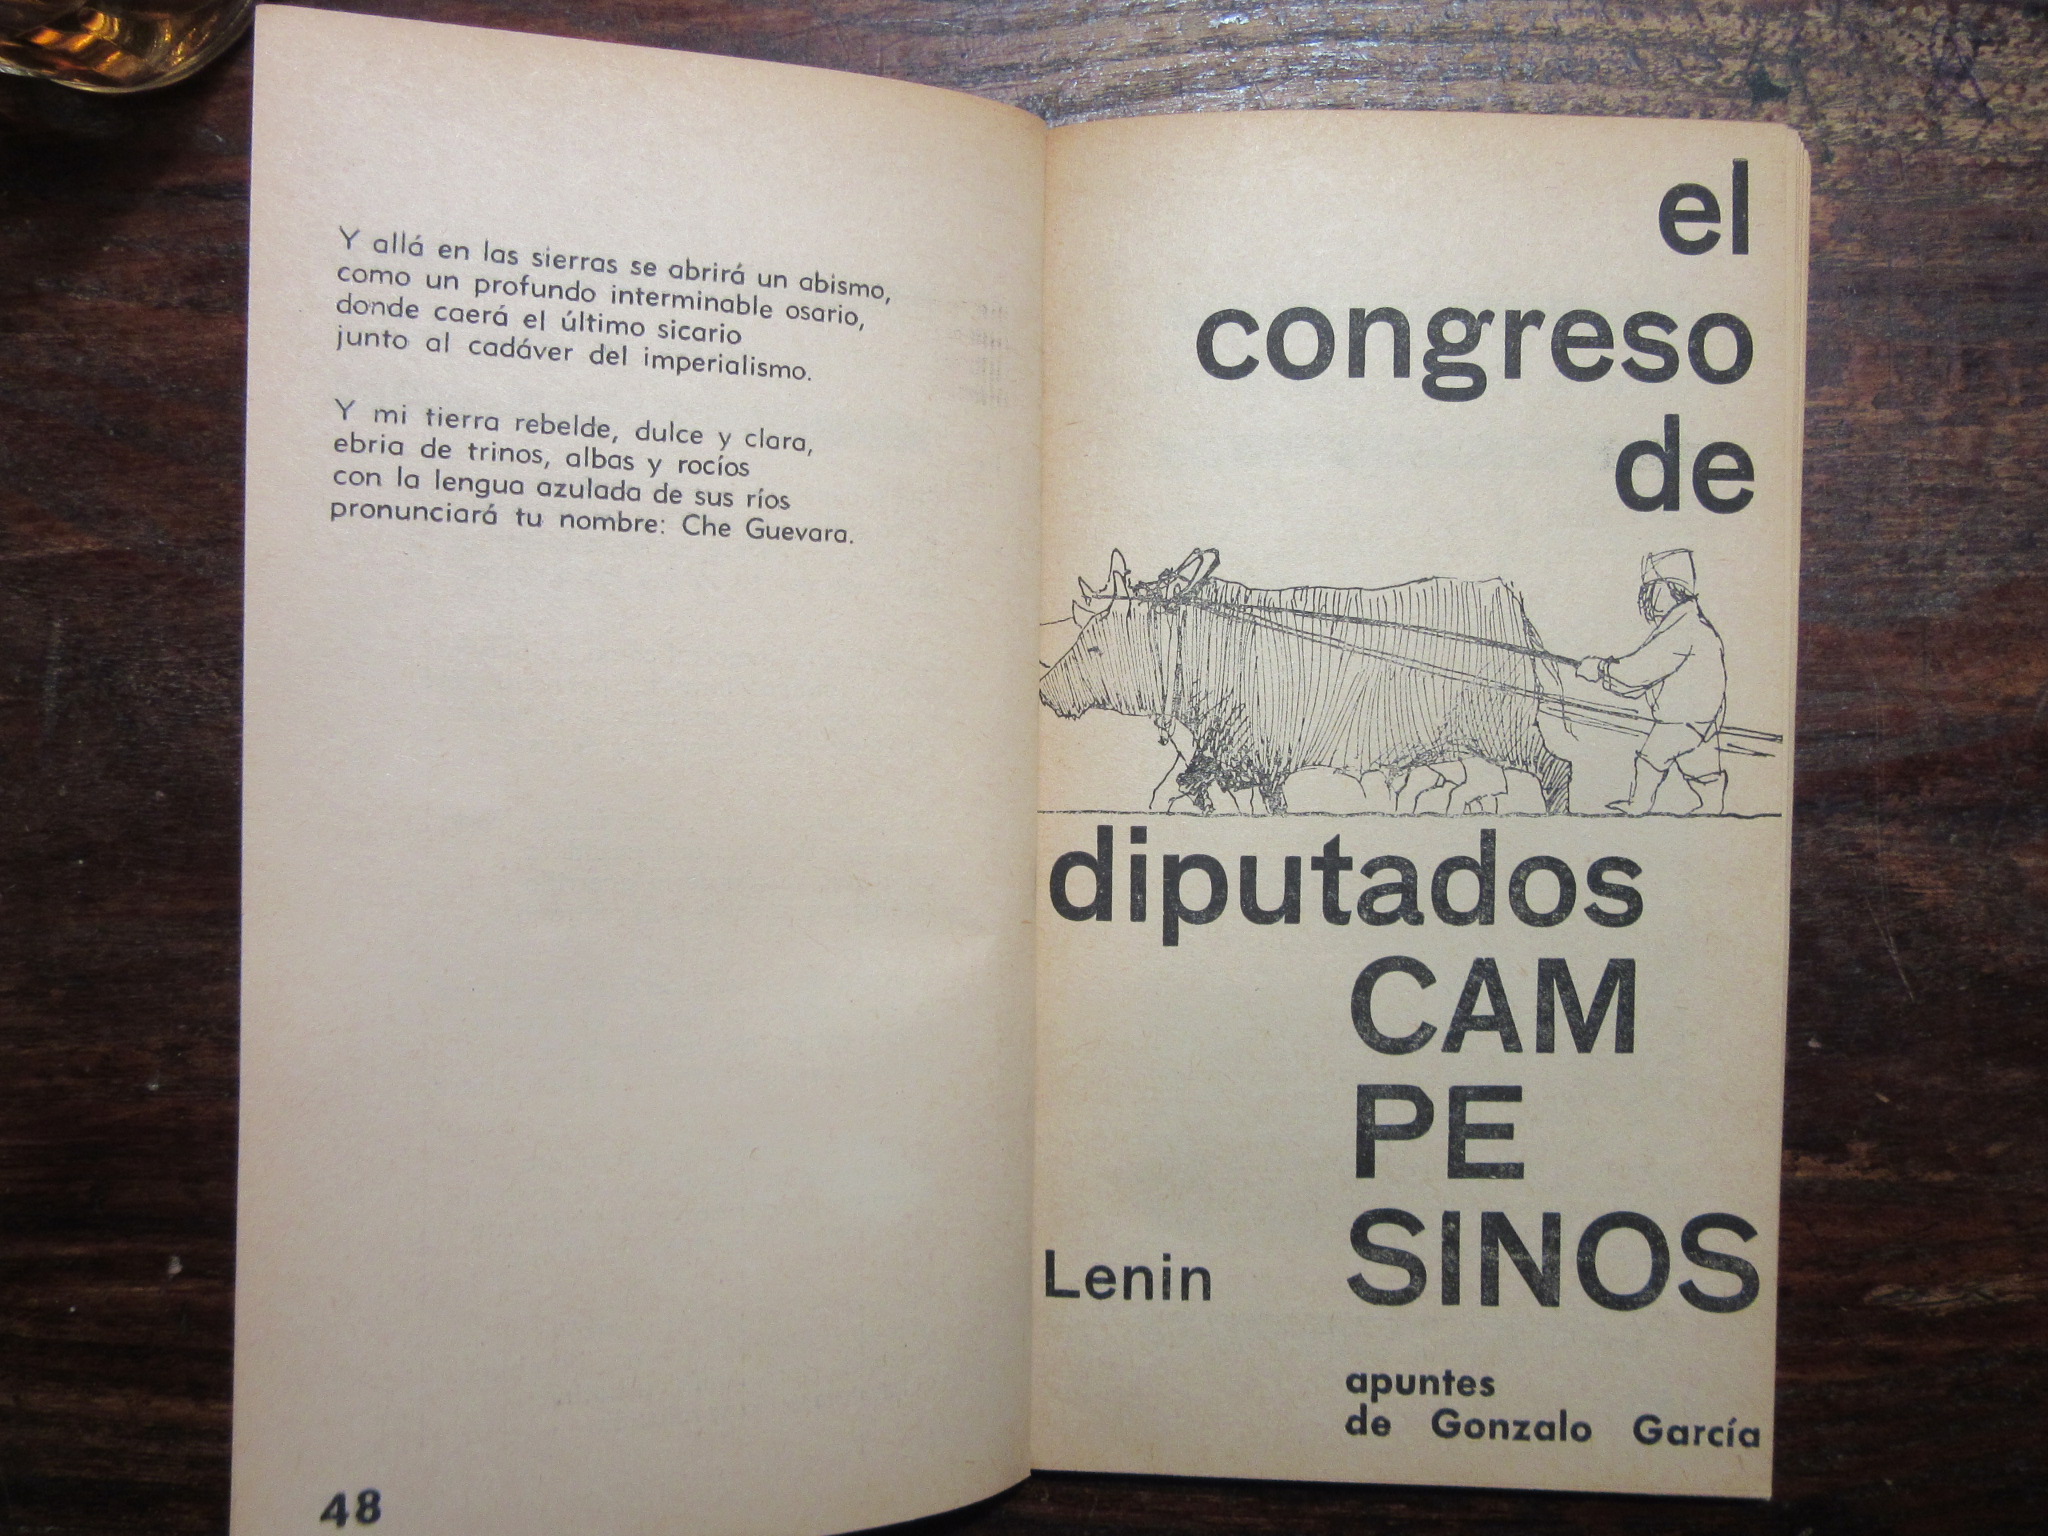 Y allá en las sierras se abrirá un abismo,
como un profundo interminable osario,
donde caerá el último sicario
junto al cadáver del imperialismo.
Y mi tierra rebelde, dulce y clara,
ebria de trinos, albas y rocíos
con la lengua azulada de sus ríos
pronunciará tu nombre: Che Guevara.
48
el
congreso
de
diputados
CAM
PE
SINOS
Lenin
apuntes
de Gonzalo García